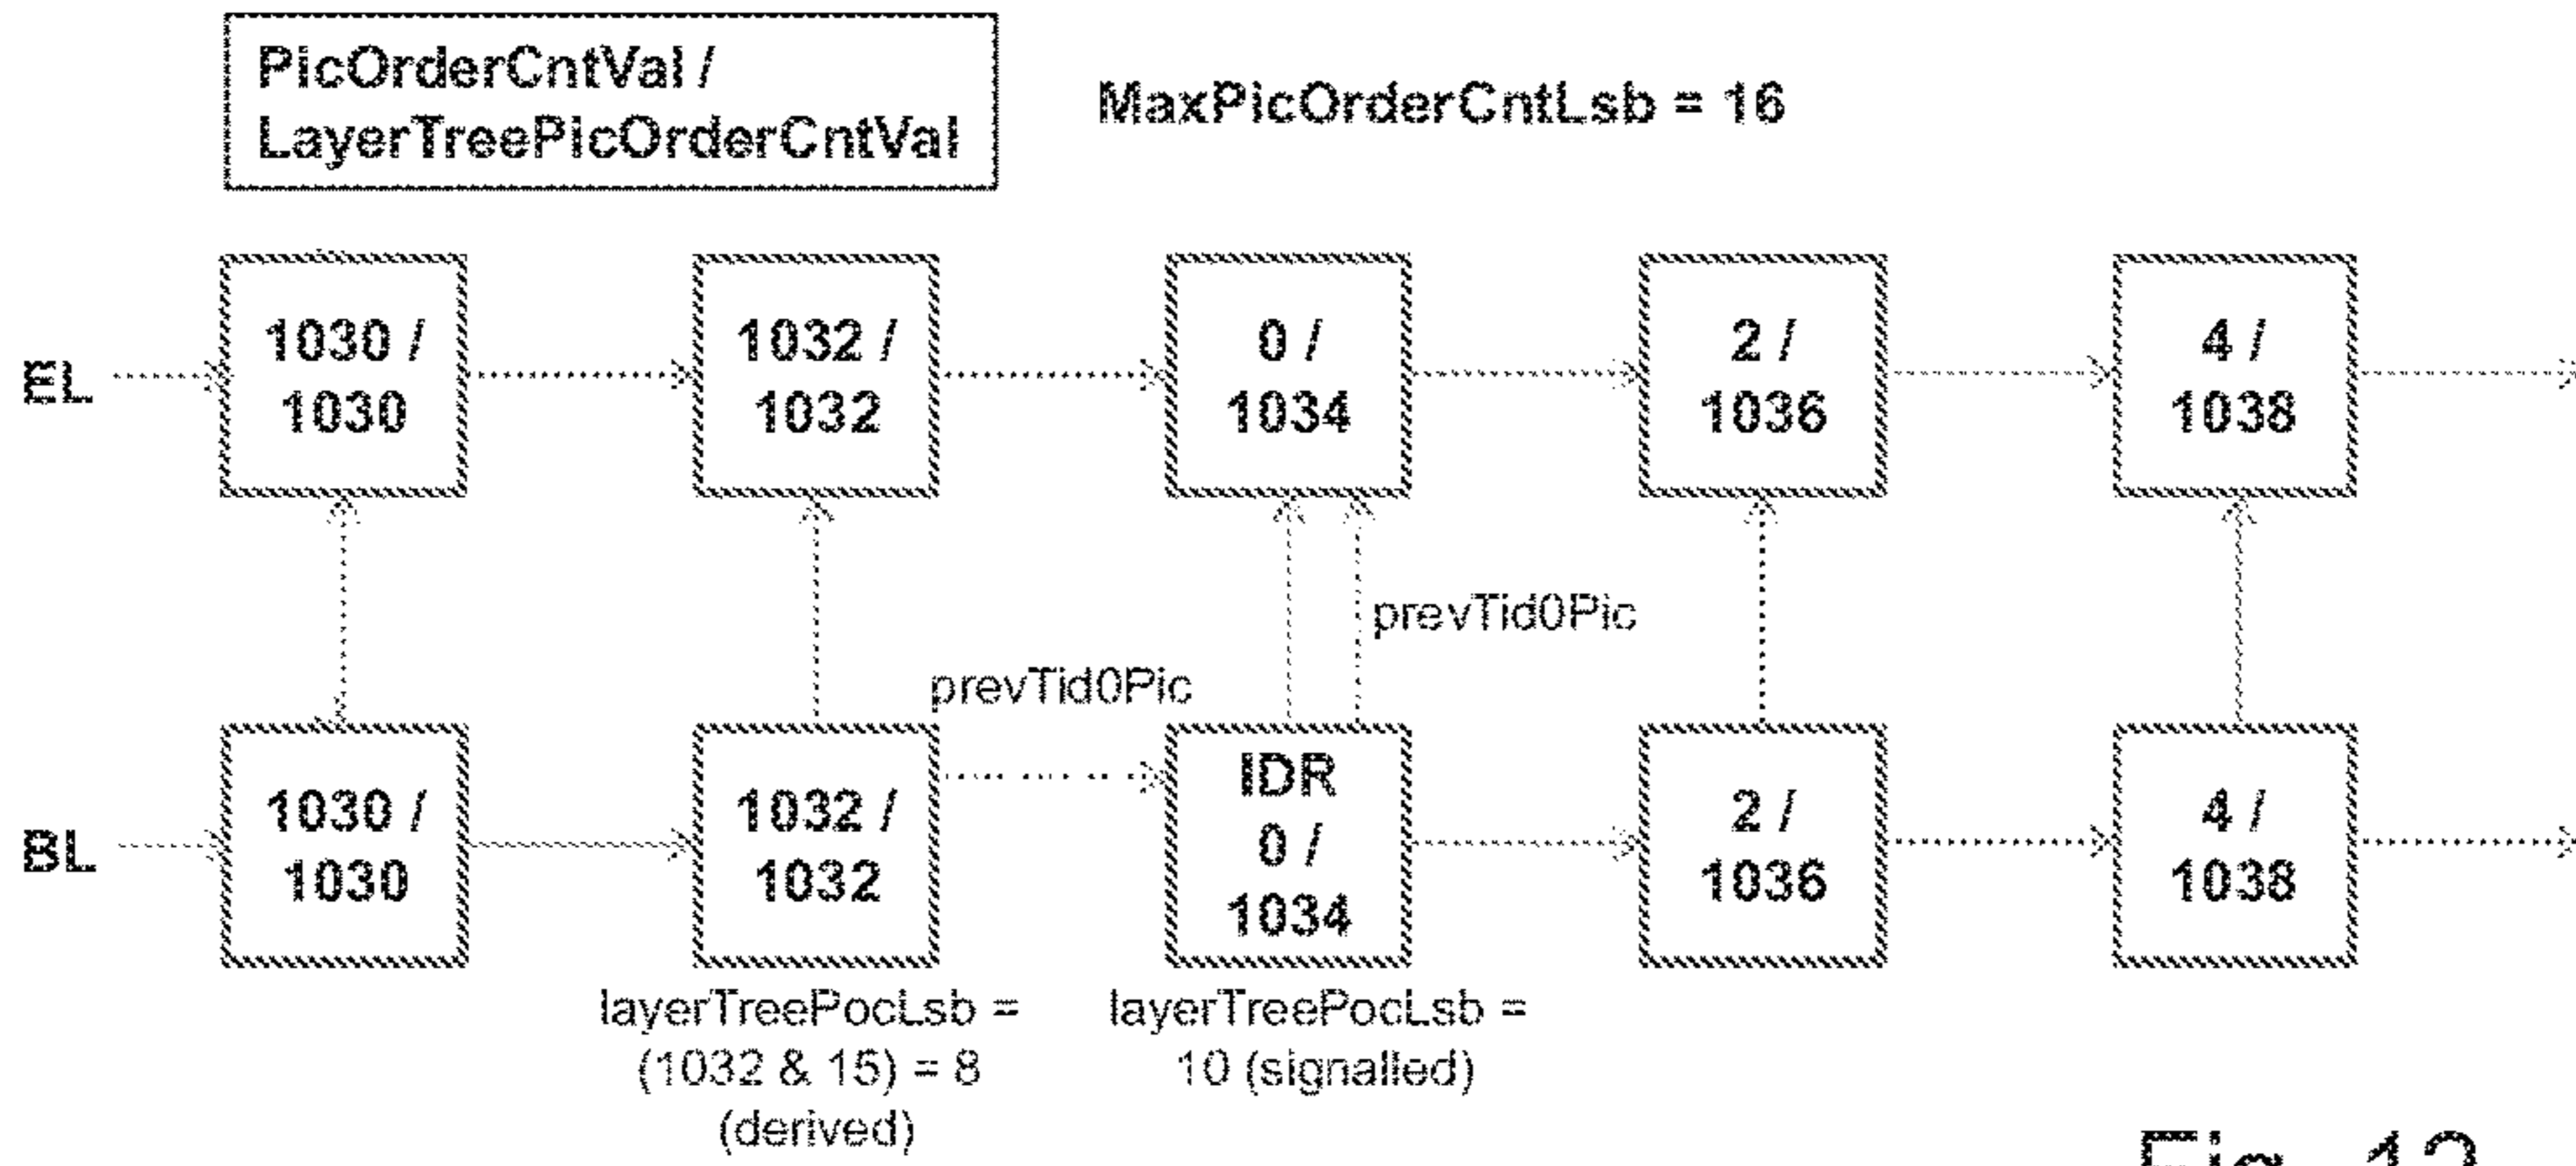 PicOrderCntVal /
LayerTreePicOrderCntVal
MaxPicOrderCntLsb = 16
EL
1030 /
1030
1032 /
1032
0 /
1034
2 /
1036
4 /
1038
prevTid0Pic
prevTid0Pic
BL
1030 /
1030
1032 /
1032
IDR
0 /
1034
2 /
1036
4 /
1038
layerTreePocLsb =
(1032 & 15) = 8
(derived)
layerTreePocLsb =
10 (signalled)